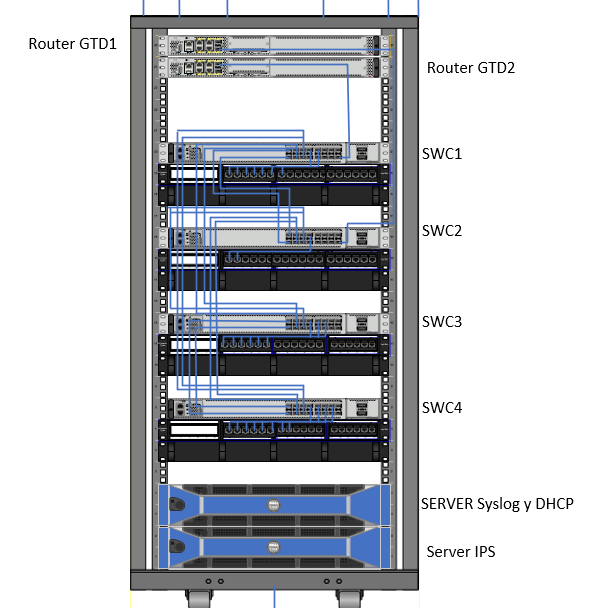 Router GTD1
Router GTD2
SWC1
SWC2
SWC3
SWC4
SERVER Syslog y DHCP
Server IPS